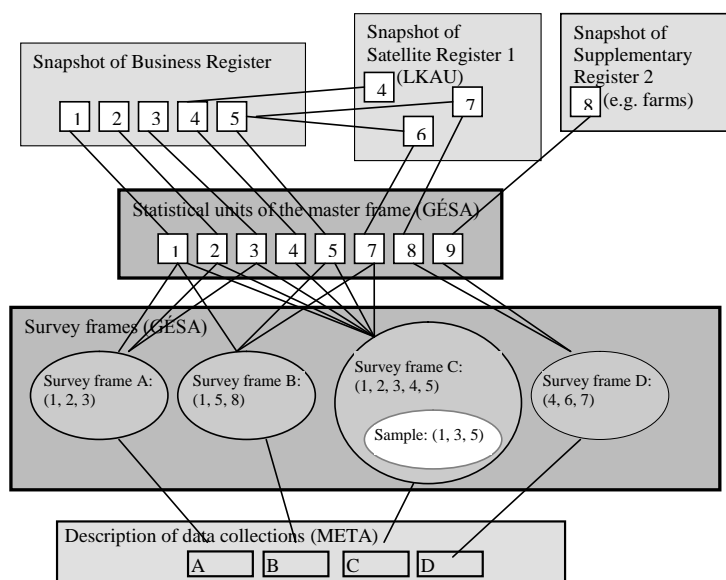 Snapshot of Business Register
1 2 3 4 5
Snapshot of
Satellite Register 1
(LKAU)
4
7
6
Snapshot of
Supplementary
Register 2
8 (e.g. farms)
Statistical units of the master frame (GÉSA)
1 2 3 4 5 7 8 9
Survey frames (GÉSA)
Survey frame A:
(1, 2, 3)
Survey frame B:
(1, 5, 8)
Survey frame C:
(1, 2, 3, 4, 5)
Sample: (1, 3, 5)
Survey frame D:
(4, 6, 7)
Description of data collections (META)
A B C D